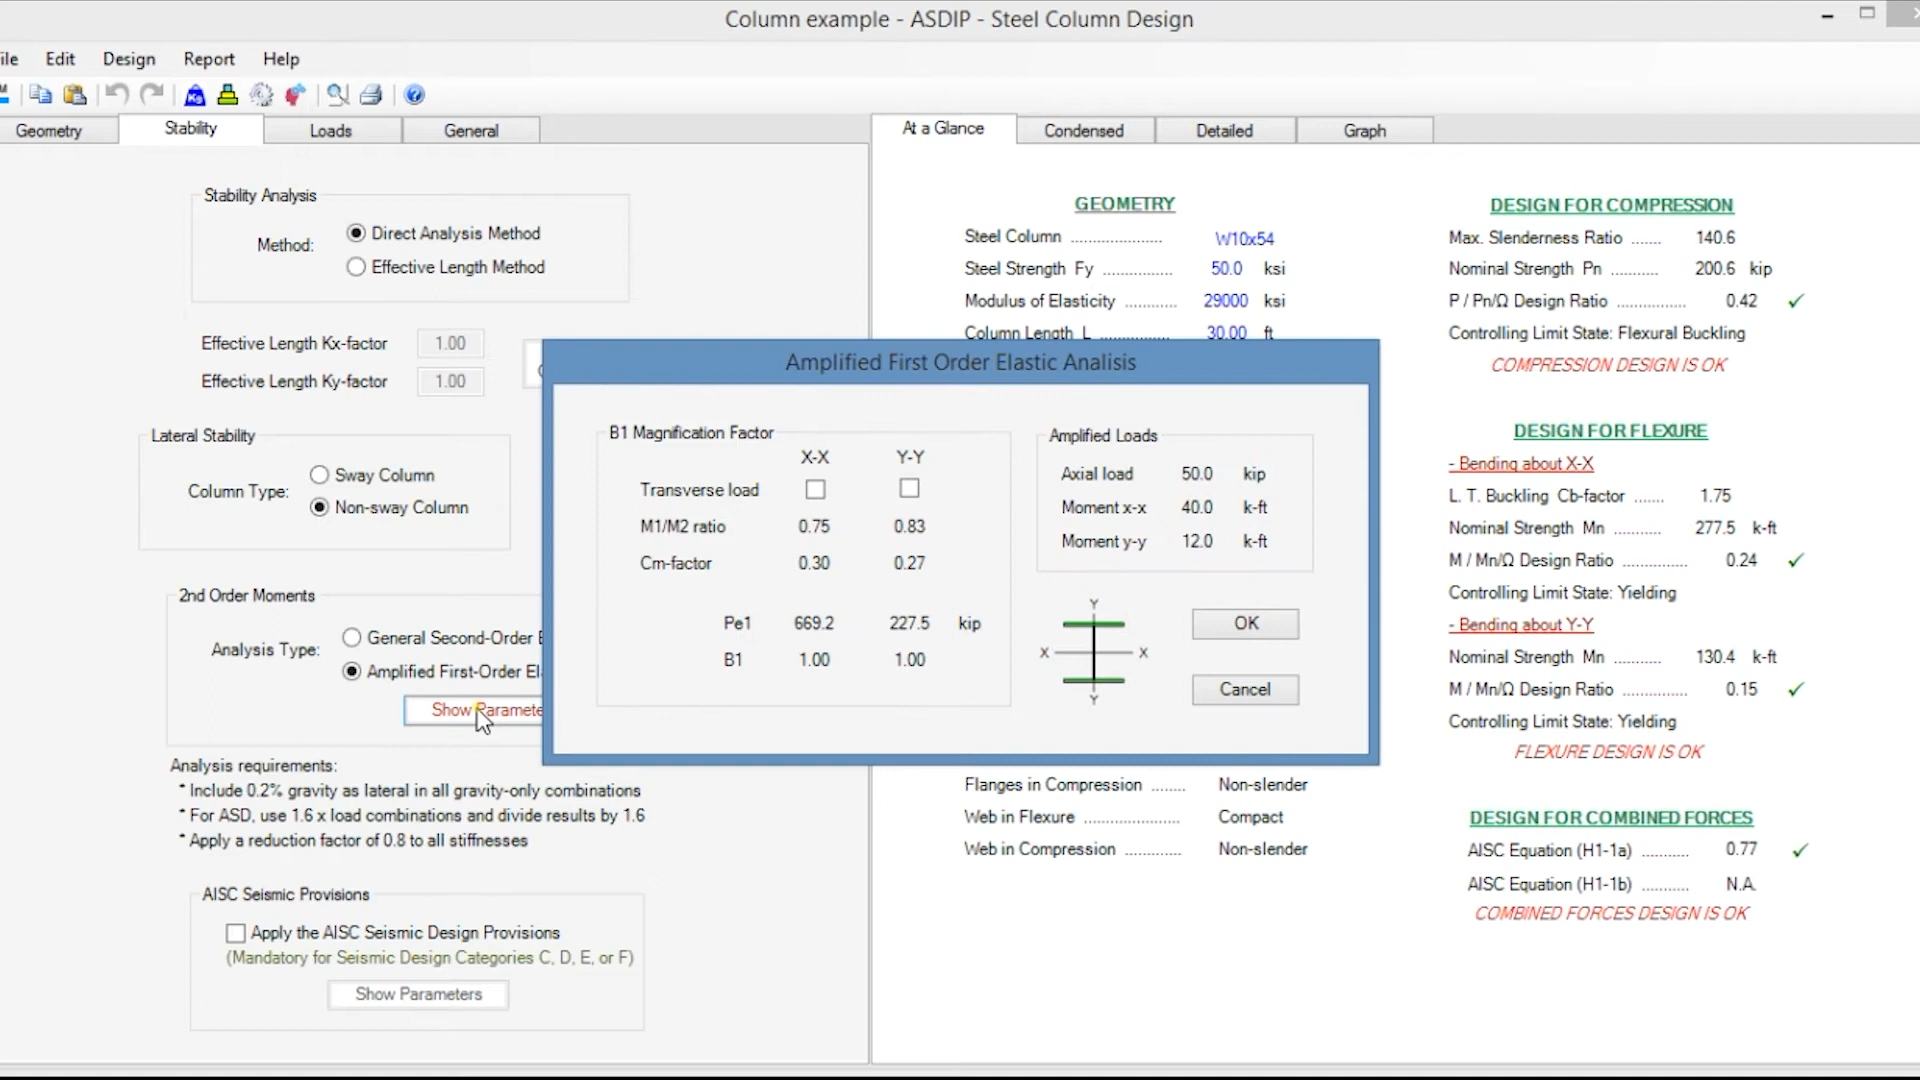 Column example - ASDIP - Steel Column Design
ile Edit Design Report Help
Geometry Stability Loads General
At a Glance Condensed Detailed Graph
Stability Analysis
Method:
Direct Analysis Method
Effective Length Method
Effective Length Kx-factor 1.00
Effective Length Ky-factor 1.00
Lateral Stability
Column Type:
Sway Column
Non-sway Column
2nd Order Moments
Analysis Type:
General Second-Order E
Amplified First-Order El
Show Paramete
Analysis requirements:
* Include 0.2% gravity as lateral in all gravity-only combinations
* For ASD, use 1.6 x load combinations and divide results by 1.6
* Apply a reduction factor of 0.8 to all stiffnesses
AISC Seismic Provisions
Apply the AISC Seismic Design Provisions
(Mandatory for Seismic Design Categories C, D, E, or F)
Show Parameters
Amplified First Order Elastic Analisis
B1 Magnification Factor
X-X Y-Y
Transverse load
M1/M2 ratio 0.75 0.83
Cm-factor 0.30 0.27
Pe1 669.2 227.5 kip
B1 1.00 1.00
Amplified Loads
Axial load 50.0 kip
Moment x-x 40.0 k-ft
Moment y-y 12.0 k-ft
Y
X X
Y
OK
Cancel
GEOMETRY
Steel Column .................... W10x54
Steel Strength Fy ............... 50.0 ksi
Modulus of Elasticity ........... 29000 ksi
Column Length L ................. 30.00 ft
Flanges in Compression ....... Non-slender
Web in Flexure .................... Compact
Web in Compression ............ Non-slender
DESIGN FOR COMPRESSION
Max. Slenderness Ratio ...... 140.6
Nominal Strength Pn .......... 200.6 kip
P / Pn/Ω Design Ratio ............... 0.42 ✓
Controlling Limit State: Flexural Buckling
COMPRESSION DESIGN IS OK
DESIGN FOR FLEXURE
- Bending about X-X
L. T. Buckling Cb-factor ...... 1.75
Nominal Strength Mn .......... 277.5 k-ft
M / Mn/Ω Design Ratio .............. 0.24 ✓
Controlling Limit State: Yielding
- Bending about Y-Y
Nominal Strength Mn .......... 130.4 k-ft
M / Mn/Ω Design Ratio .............. 0.15 ✓
Controlling Limit State: Yielding
FLEXURE DESIGN IS OK
DESIGN FOR COMBINED FORCES
AISC Equation (H1-1a) .......... 0.77 ✓
AISC Equation (H1-1b) .......... N.A.
COMBINED FORCES DESIGN IS OK